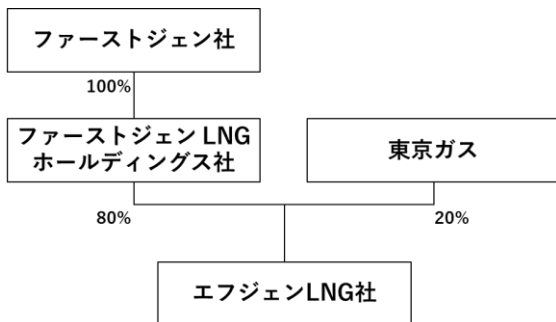 ファーストジェン社
100%
ファーストジェン LNG
ホールディングス社
東京ガス
80%
20%
エフジェンLNG社